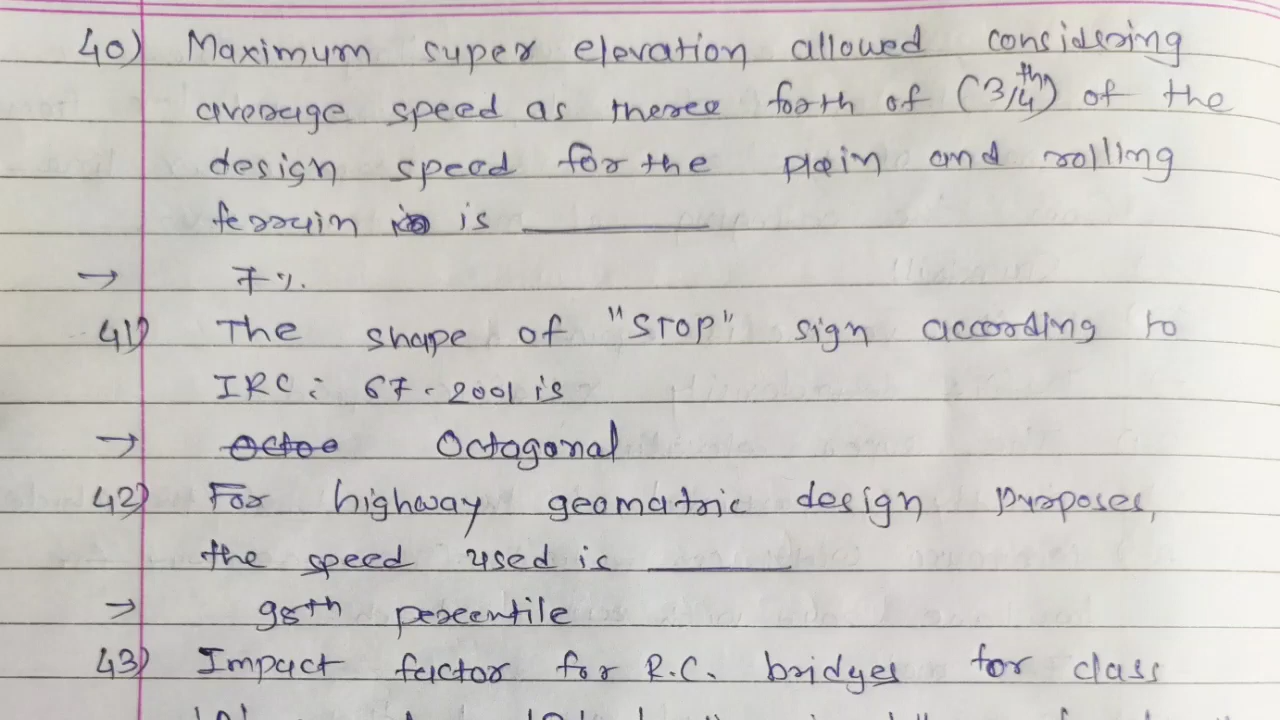 40) Maximum super elevation allowed considering
average speed as theree forth of (3/4th) of the
design speed for the plain and rolling
terrain is ______
→ 7%.
41) The shape of "STOP" sign according to
IRC: 67-2001 is
→ Octagonal
42) For highway geomatric design purposes,
the speed used is ______
→ 98th percentile
43) Impact factor for R.C. bridges for class